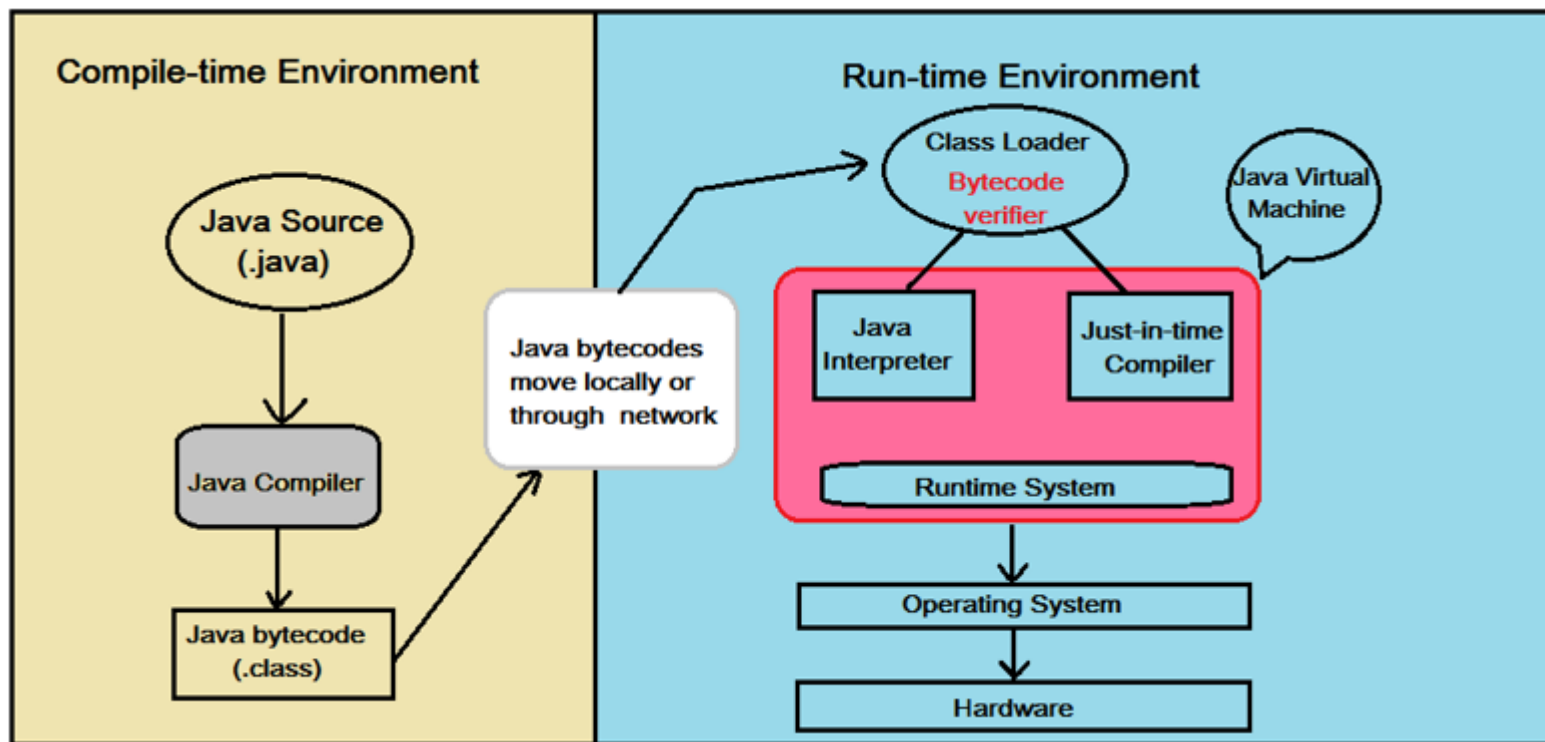 Compile-time Environment
Java Source
(.java)
Java Compiler
Java bytecode
(.class)
Java bytecodes
move locally or
through network
Run-time Environment
Class Loader
Bytecode
verifier
Java Virtual
Machine
Java
Interpreter
Just-in-time
Compiler
Runtime System
Operating System
Hardware